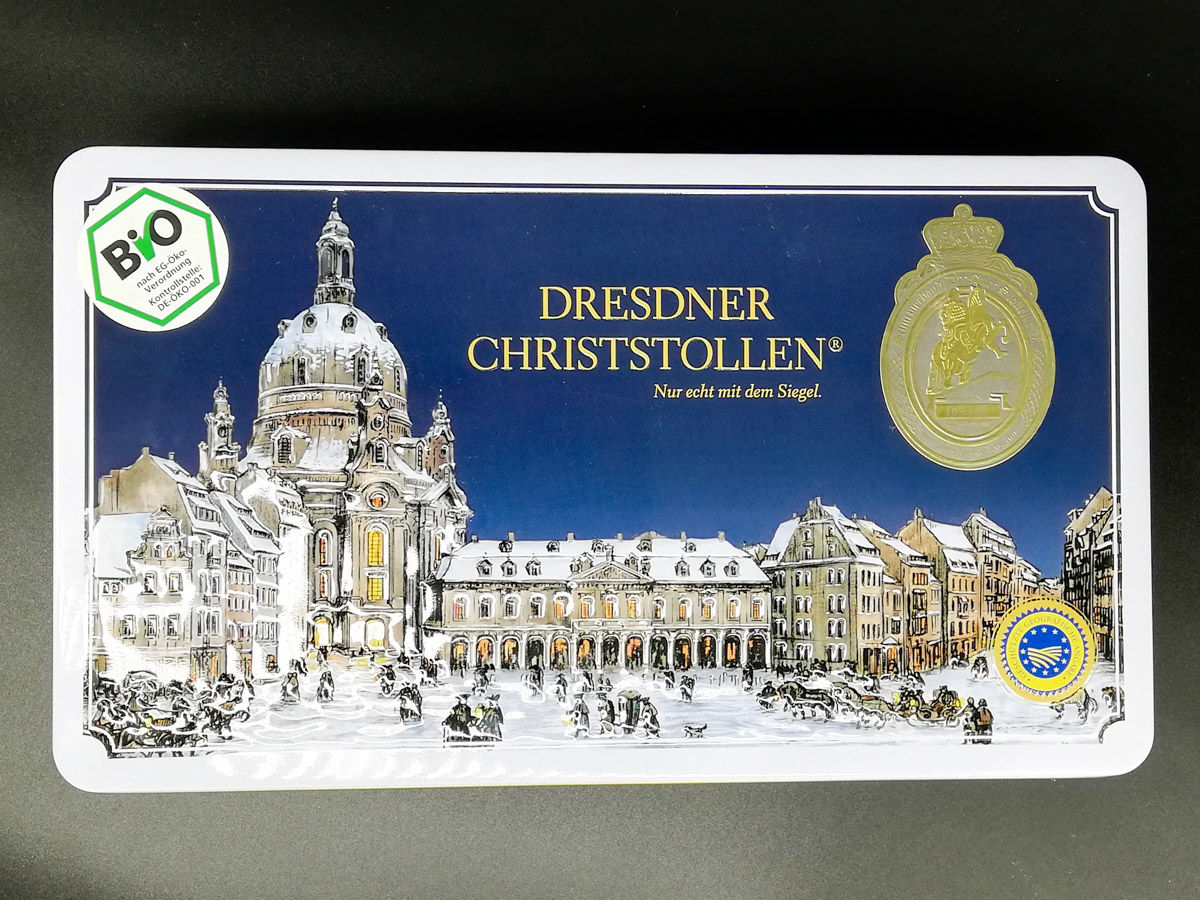 BiO
nach EG-Öko-
Verordnung
Kontrollstelle:
DE-ÖKO-001
DRESDNER
CHRISTSTOLLEN®
Nur echt mit dem Siegel.